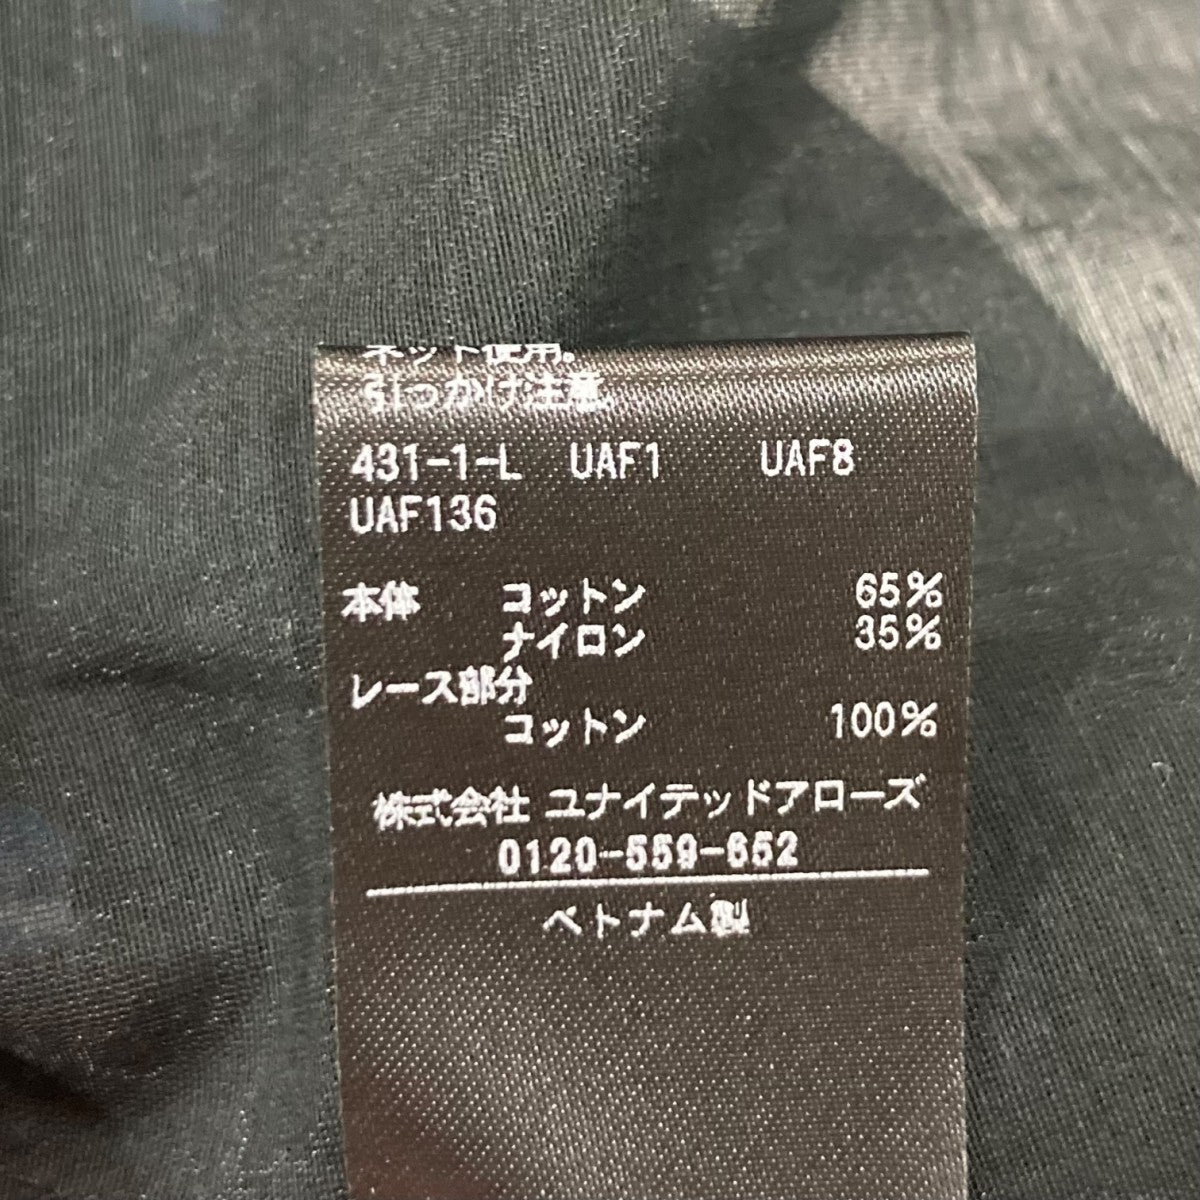 ネット使用。
引っかけ注意。
431-1-L UAF1 UAF8
UAF136
本体 コットン 65%
ナイロン 35%
レース部分
コットン 100%
株式会社 ユナイテッドアローズ
0120-559-652
ベトナム製